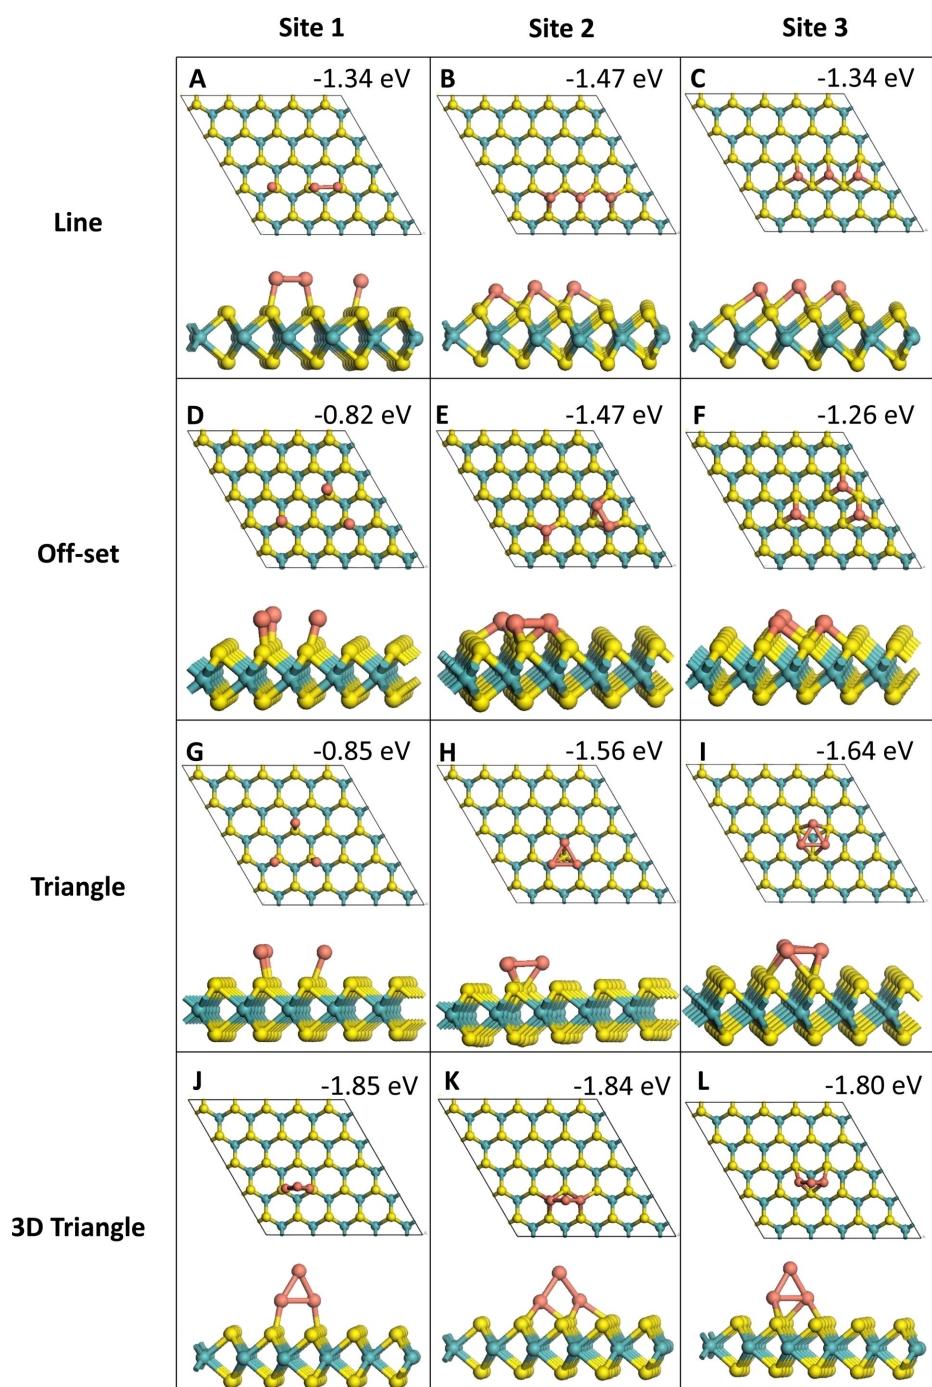 Site 1 Site 2 Site 3
A -1.34 eV B -1.47 eV C -1.34 eV
Line
D -0.82 eV E -1.47 eV F -1.26 eV
Off-set
G -0.85 eV H -1.56 eV I -1.64 eV
Triangle
J -1.85 eV K -1.84 eV L -1.80 eV
3D Triangle